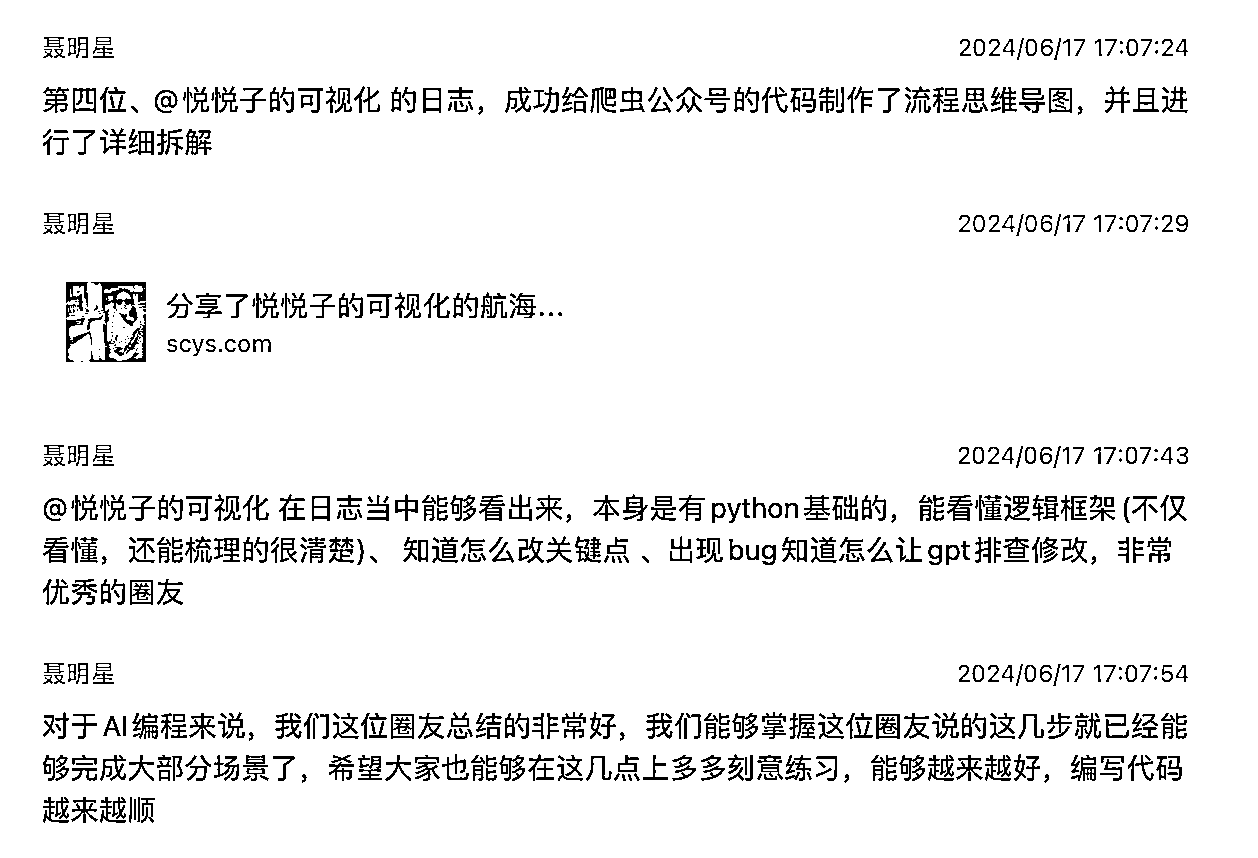 聂明星 2024/06/17 17:07:24
第四位、@悦悦子的可视化 的日志，成功给爬虫公众号的代码制作了流程思维导图，并且进
行了详细拆解
聂明星 2024/06/17 17:07:29
分享了悦悦子的可视化的航海...
scys.com
聂明星 2024/06/17 17:07:43
@悦悦子的可视化 在日志当中能够看出来，本身是有python基础的，能看懂逻辑框架(不仅
看懂，还能梳理的很清楚)、 知道怎么改关键点 、出现bug知道怎么让gpt排查修改，非常
优秀的圈友
聂明星 2024/06/17 17:07:54
对于AI编程来说，我们这位圈友总结的非常好，我们能够掌握这位圈友说的这几步就已经能
够完成大部分场景了，希望大家也能够在这几点上多多刻意练习，能够越来越好，编写代码
越来越顺